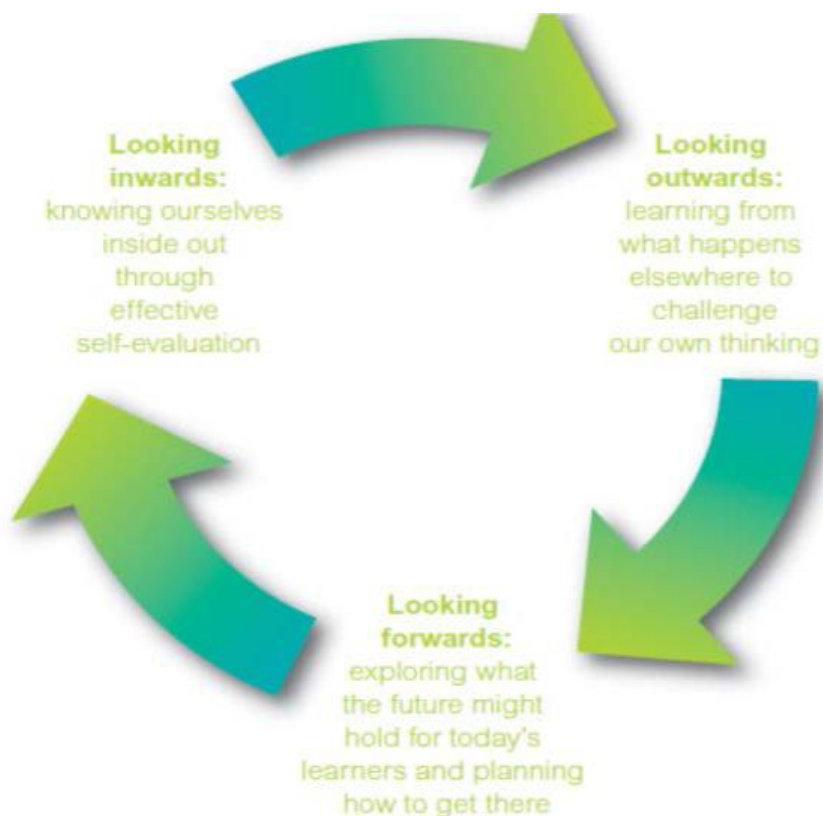 Looking
inwards:
knowing ourselves
inside out
through
effective
self-evaluation
Looking
outwards:
learning from
what happens
elsewhere to
challenge
our own thinking
Looking
forwards:
exploring what
the future might
hold for today's
learners and planning
how to get there